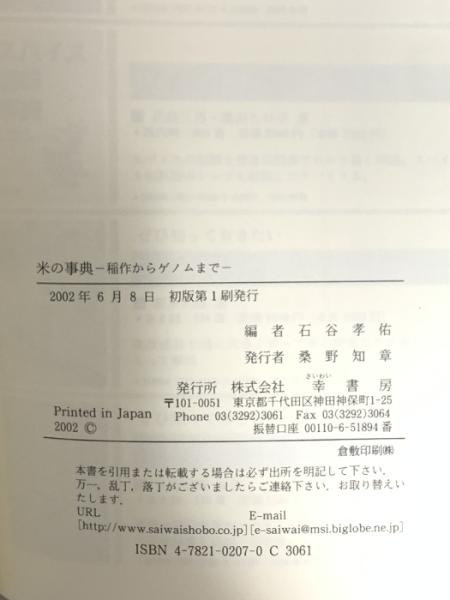 米の事典－稲作からゲノムまで－
2002年6月8日 初版第1刷発行
編者 石谷孝佑
発行者 桑野知章
さいわい
発行所 株式会社 幸書房
〒101-0051 東京都千代田区神田神保町1-25
Printed in Japan Phone 03(3292)3061 Fax 03(3292)3064
2002 © 振替口座 00110-6-51894番
倉敷印刷㈱
本書を引用または転載する場合は必ず出所を明記して下さい．
万一，乱丁，落丁がございましたらご連絡下さい．お取り替えい
たします．
URL E-mail
[http://www.saiwaishobo.co.jp][e-saiwai@msi.biglobe.ne.jp]
ISBN 4-7821-0207-0 C 3061